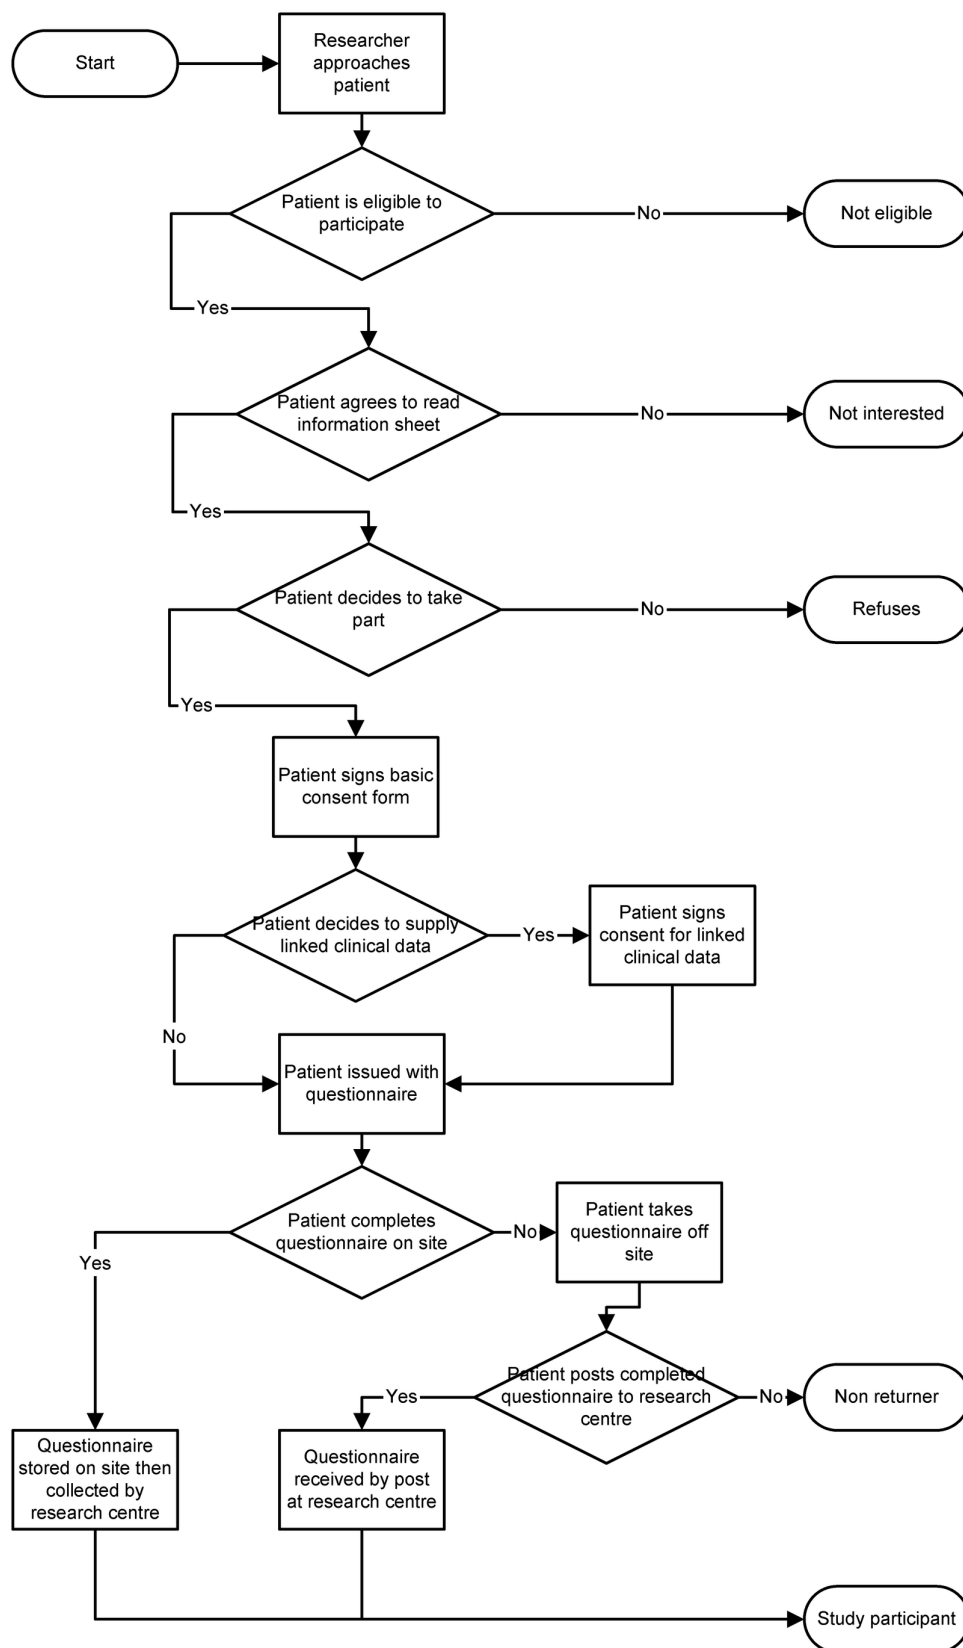 Start
Researcher
approaches
patient
Patient is eligible to
participate
No
Not eligible
Yes
Patient agrees to read
information sheet
No
Not interested
Yes
Patient decides to take
part
No
Refuses
Yes
Patient signs basic
consent form
Patient decides to supply
linked clinical data
Yes
Patient signs
consent for linked
clinical data
No
Patient issued with
questionnaire
Patient completes
questionnaire on site
No
Patient takes
questionnaire off
site
Yes
Patient posts completed
questionnaire to research
centre
Yes
No
Non returner
Questionnaire
stored on site then
collected by
research centre
Questionnaire
received by post
at research centre
Study participant